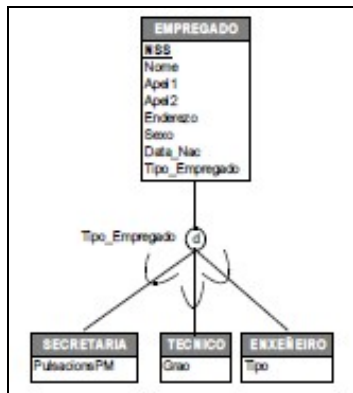 EMPREGADO
NSS
Nome
Apel1
Apel2
Enderezo
Sexo
Data_Nac
Tipo_Empregado
Tipo_Empregado
d
SECRETARIA
TECNICO
ENXEÑEIRO
PulsacionsPM
Grao
Tipo